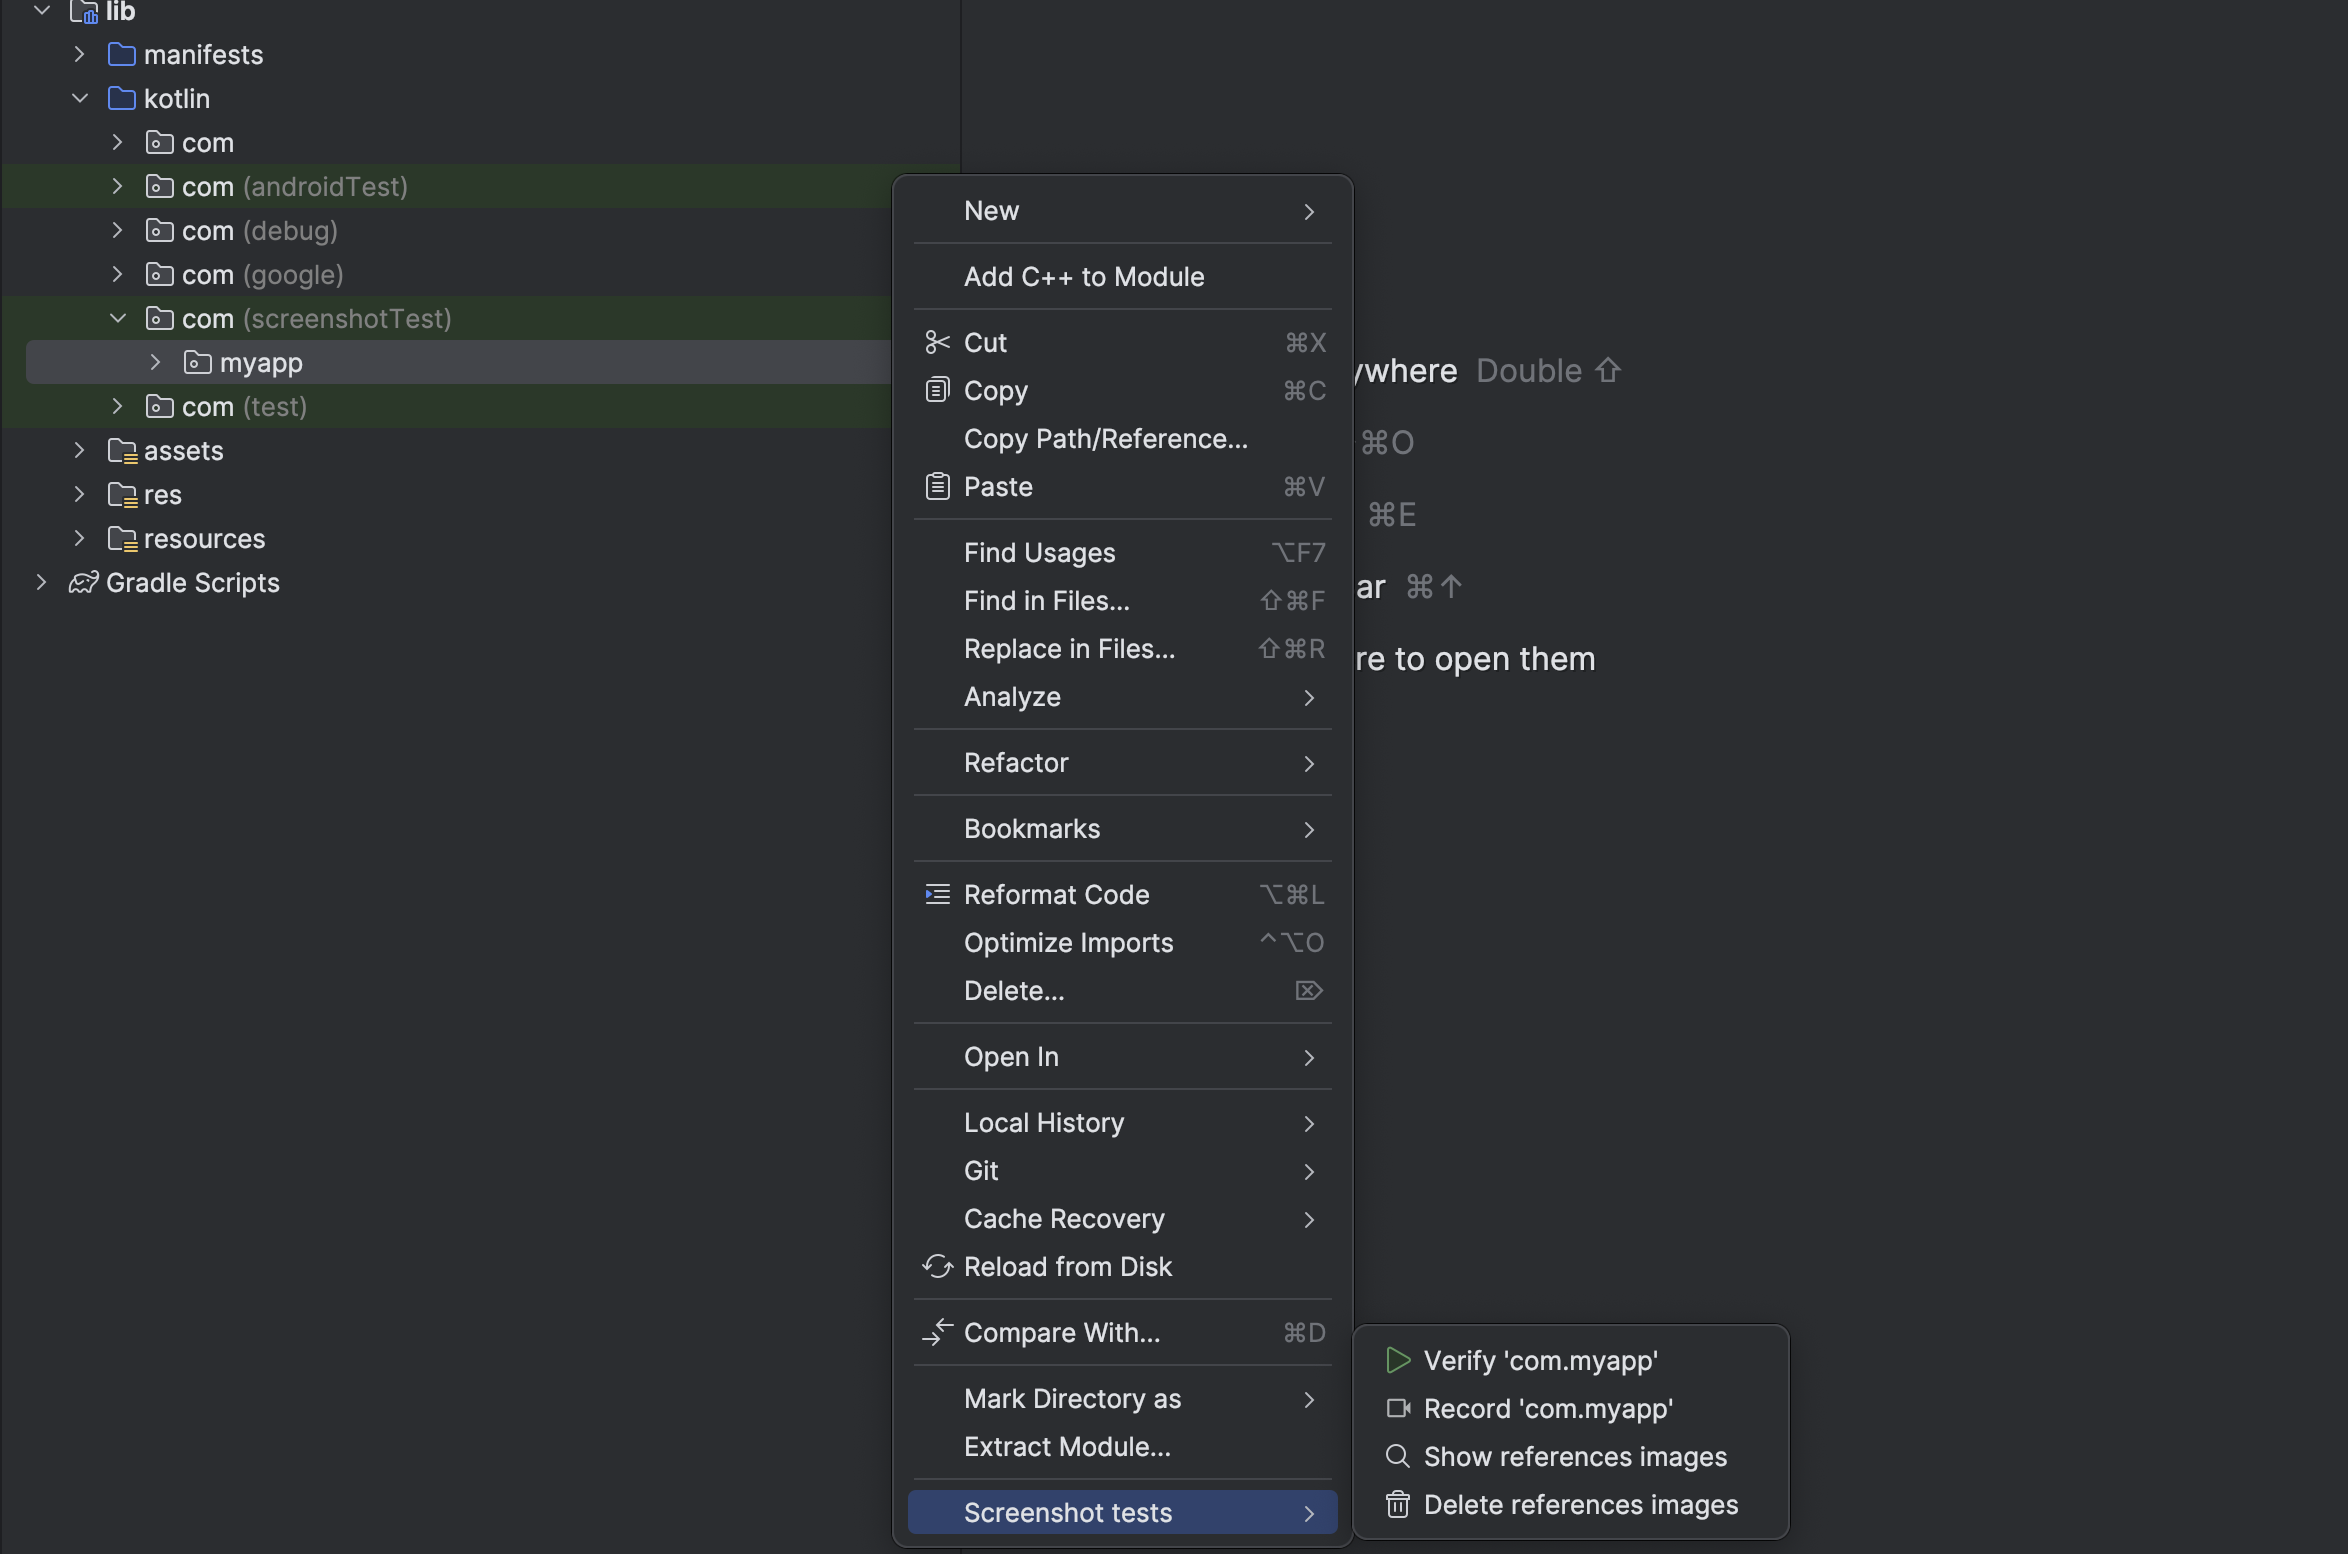 lib
manifests
kotlin
com
com (androidTest)
com (debug)
com (google)
com (screenshotTest)
myapp
com (test)
assets
res
resources
Gradle Scripts
New
Add C++ to Module
Cut ⌘X
Copy ⌘C
Copy Path/Reference...
Paste ⌘V
Find Usages ⌥F7
Find in Files... ⇧⌘F
Replace in Files... ⇧⌘R
Analyze
Refactor
Bookmarks
Reformat Code ⌥⌘L
Optimize Imports ^⌥O
Delete... ⌦
Open In
Local History
Git
Cache Recovery
Reload from Disk
Compare With... ⌘D
Mark Directory as
Extract Module...
Screenshot tests
Verify 'com.myapp'
Record 'com.myapp'
Show references images
Delete references images
ywhere Double ⇧
⌘O
⌘E
ar ⌘↑
re to open them